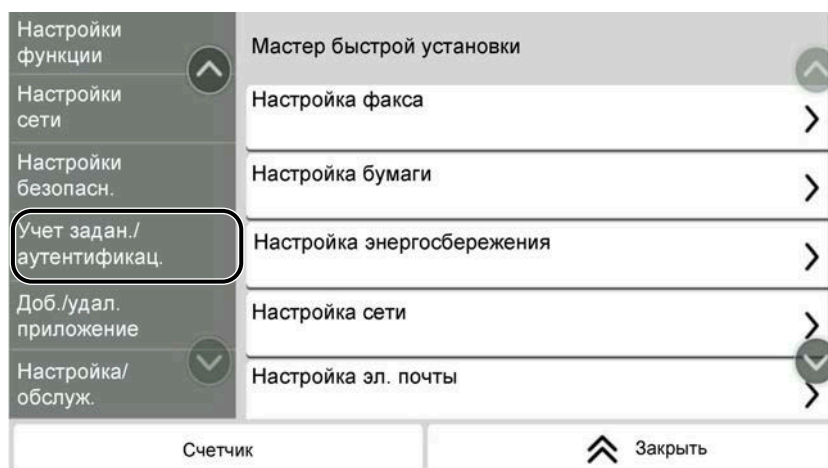 Настройки
функции
Настройки
сети
Настройки
безопасн.
Учет задан./
аутентификац.
Доб./удал.
приложение
Настройка/
обслуж.
Мастер быстрой установки
Настройка факса
Настройка бумаги
Настройка энергосбережения
Настройка сети
Настройка эл. почты
Счетчик
Закрыть